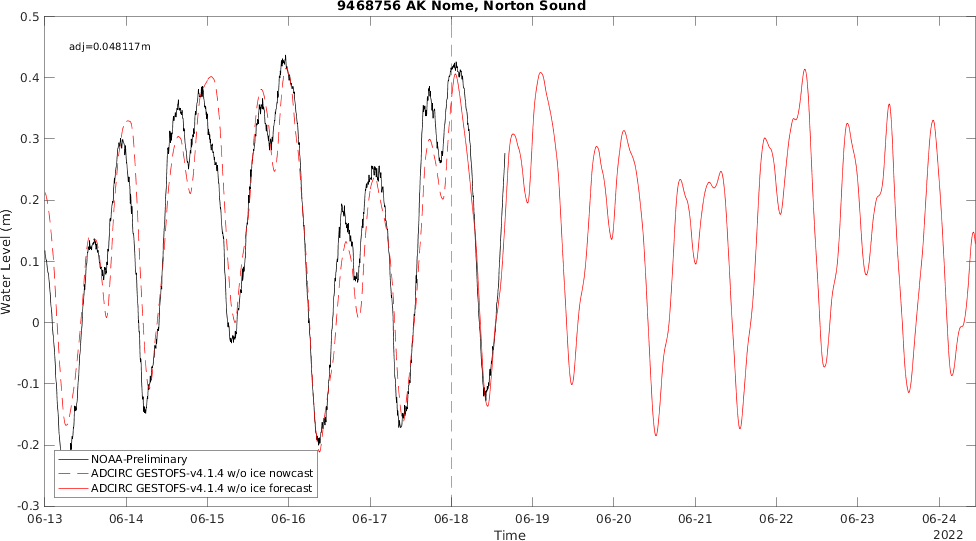 9468756 AK Nome, Norton Sound
adj=0.048117m
Water Level (m)
0.5
0.4
0.3
0.2
0.1
0
-0.1
-0.2
-0.3
NOAA-Preliminary
ADCIRC GESTOFS-v4.1.4 w/o ice nowcast
ADCIRC GESTOFS-v4.1.4 w/o ice forecast
06-13 06-14 06-15 06-16 06-17 06-18 06-19 06-20 06-21 06-22 06-23 06-24
Time
2022